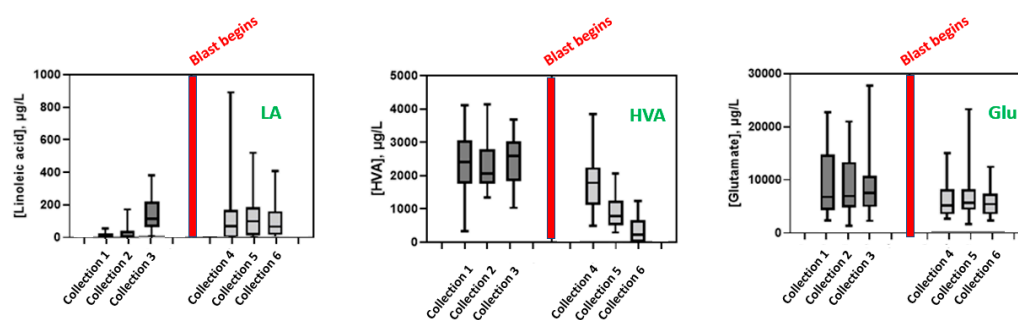 Blast begins
1000
800
600
400
200
0
[Linoleic acid], µg/L
LA
Collection 1
Collection 2
Collection 3
Collection 4
Collection 5
Collection 6
Blast begins
5000
4000
3000
2000
1000
0
[HVA], µg/L
HVA
Collection 1
Collection 2
Collection 3
Collection 4
Collection 5
Collection 6
Blast begins
30000
20000
10000
0
[Glutamate], µg/L
Glu
Collection 1
Collection 2
Collection 3
Collection 4
Collection 5
Collection 6